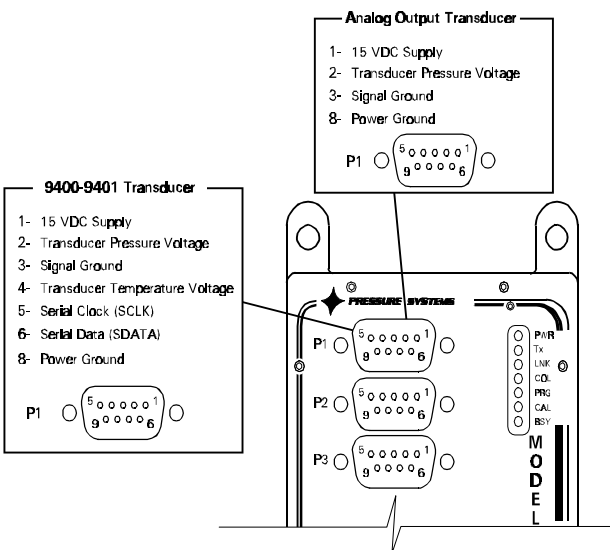 Analog Output Transducer
1- 15 VDC Supply
2- Transducer Pressure Voltage
3- Signal Ground
8- Power Ground
P1
5 1
9 6
9400-9401 Transducer
1- 15 VDC Supply
2- Transducer Pressure Voltage
3- Signal Ground
4- Transducer Temperature Voltage
5- Serial Clock (SCLK)
6- Serial Data (SDATA)
8- Power Ground
P1
5 1
9 6
PRESSURE SYSTEMS
P1
5 1
9 6
P2
5 1
9 6
P3
5 1
9 6
PWR
Tx
LNK
COL
PRG
CAL
BSY
MODEL